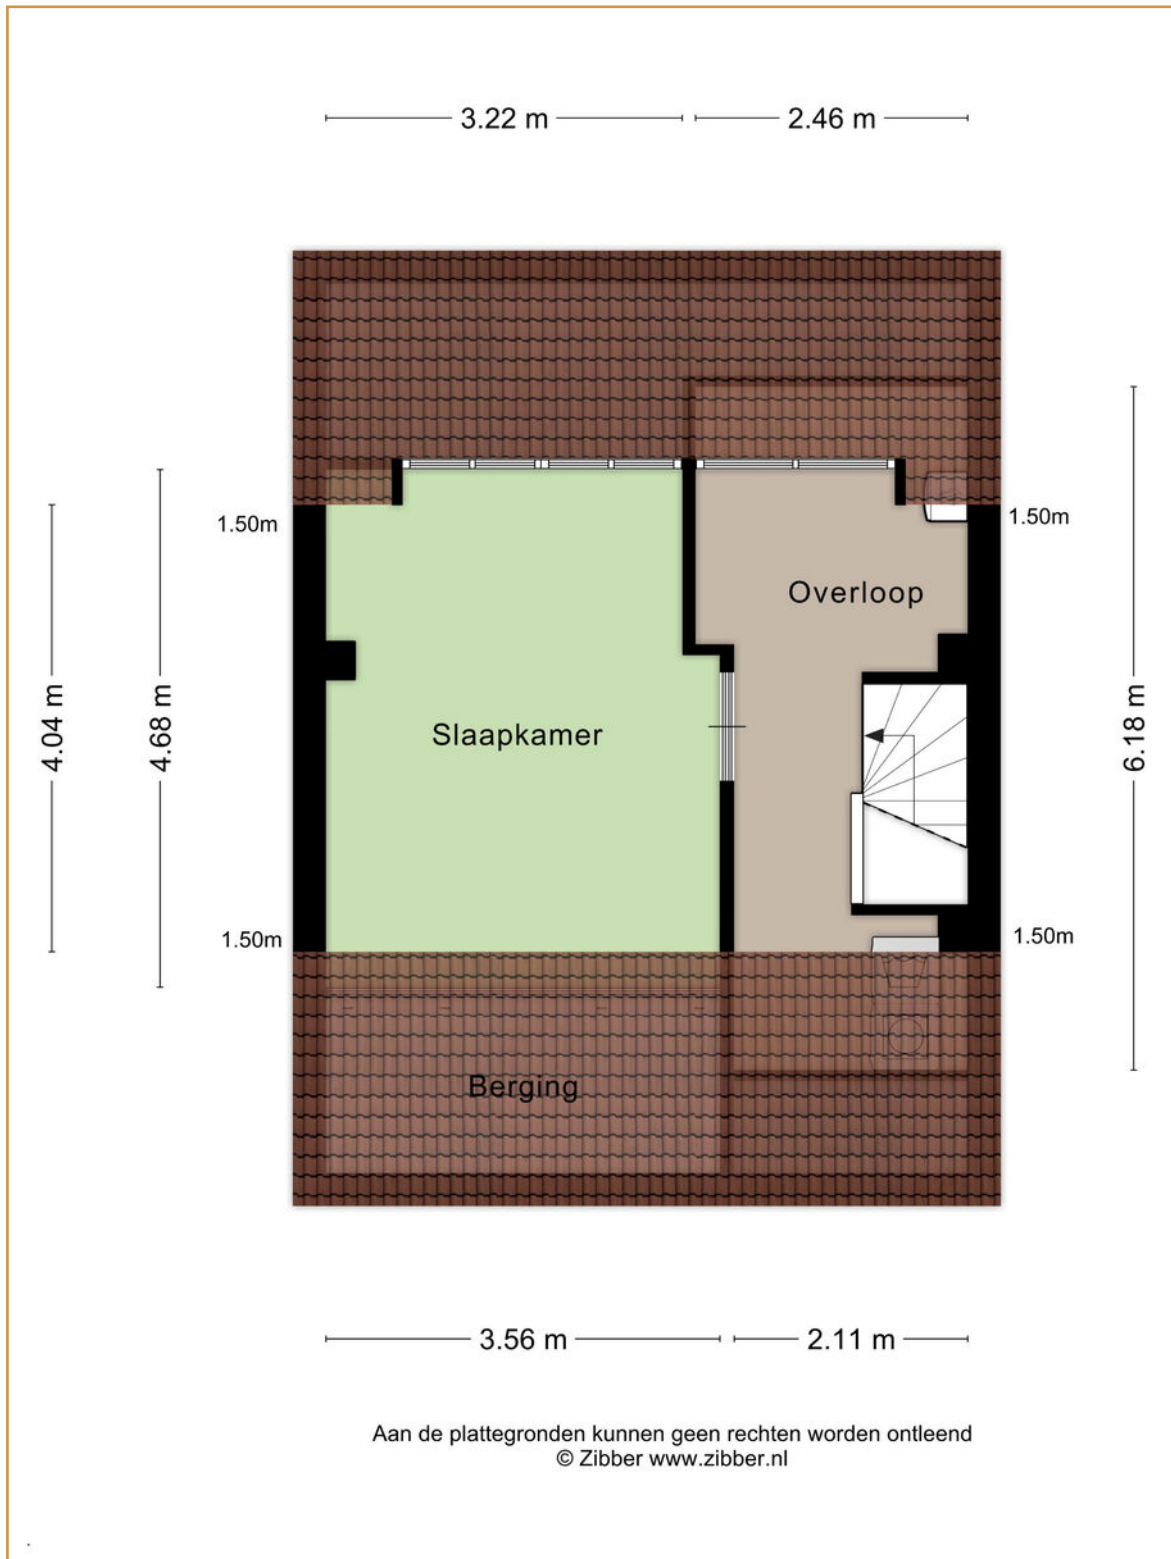 3.22 m
2.46 m
1.50m
1.50m
Overloop
4.04 m
4.68 m
Slaapkamer
6.18 m
1.50m
1.50m
Berging
3.56 m
2.11 m
Aan de plattegronden kunnen geen rechten worden ontleend
© Zibber www.zibber.nl